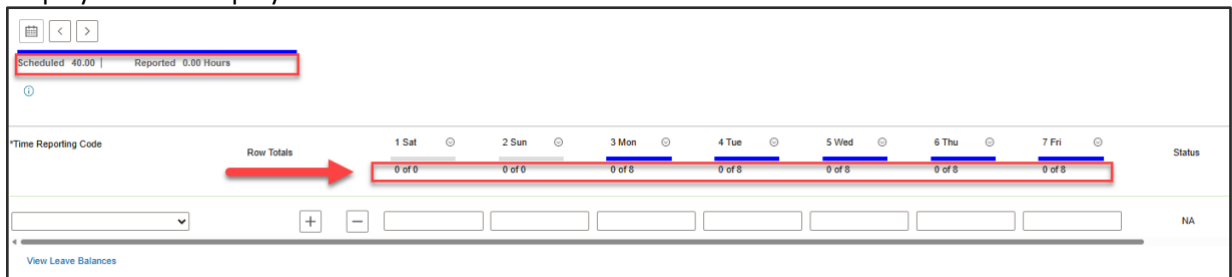 Scheduled 40.00 | Reported 0.00 Hours
*Time Reporting Code Row Totals 1 Sat 2 Sun 3 Mon 4 Tue 5 Wed 6 Thu 7 Fri Status
0 of 0 0 of 0 0 of 8 0 of 8 0 of 8 0 of 8 0 of 8
NA
View Leave Balances